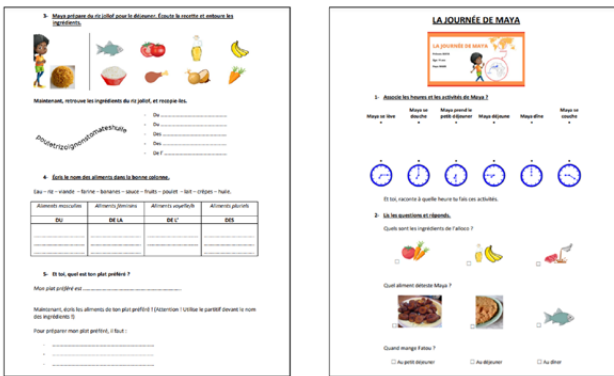 3- Maya prépare du riz jollof pour le déjeuner. Écoute la recette et entoure les
ingrédients.
Maintenant, retrouve les ingrédients du riz jollof, et recopie-les.
pouletrizoignonstomateshuile
- Du ...........................
- Du ...........................
- Des ...........................
- Des ...........................
- De l' ...........................
4- Écris le nom des aliments dans la bonne colonne.
Eau – riz – viande – farine – bananes – sauce – fruits – poulet – lait – crêpes – huile.
Aliments masculins Aliments féminins Aliments voyelle/h Aliments pluriels
DU DE LA DE L' DES
5- Et toi, quel est ton plat préféré ?
Mon plat préféré est ...........................
Maintenant, écris les aliments de ton plat préféré ! (Attention ! Utilise le partitif devant le nom
des ingrédients !)
Pour préparer mon plat préféré, il faut :
- ...........................
- ...........................
- ...........................
LA JOURNÉE DE MAYA
LA JOURNÉE DE MAYA
1- Associe les heures et les activités de Maya ?
Maya se lève
Maya se douche
Maya prend le petit-déjeuner
Maya déjeune
Maya dîne
Maya se couche
Et toi, raconte à quelle heure tu fais ces activités.
2- Lis les questions et réponds.
Quels sont les ingrédients de l'alloco ?
Quel aliment déteste Maya ?
Quand mange Fatou ?
Au petit déjeuner
Au déjeuner
Au dîner